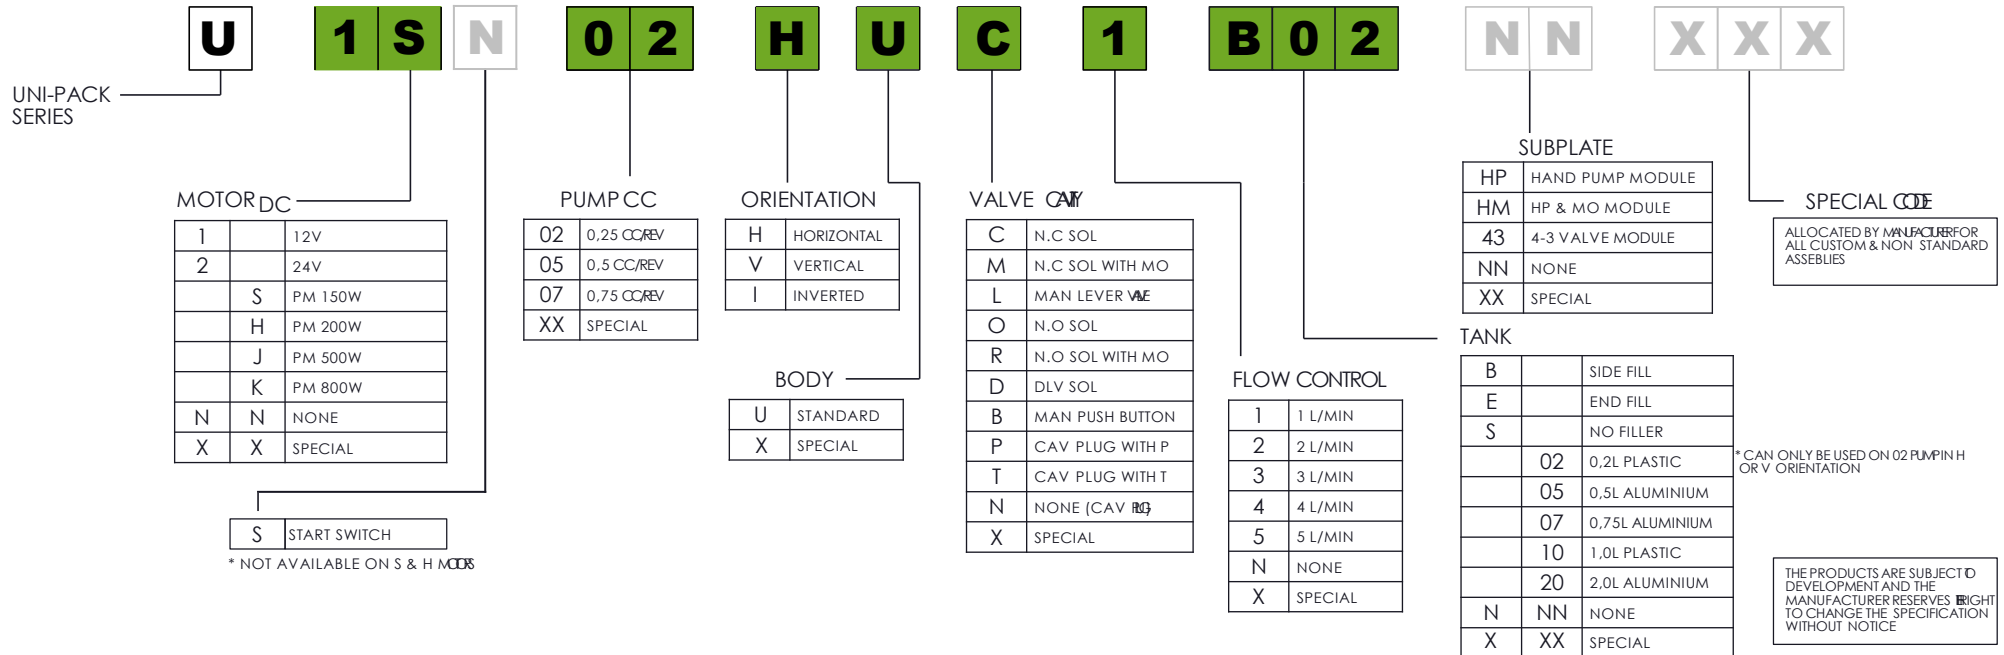 U 1 S N 0 2 H U C 1 B 0 2 N N X X X
UNI-PACK
SERIES
MOTOR DC
1 12V
2 24V
S PM 150W
H PM 200W
J PM 500W
K PM 800W
N N NONE
X X SPECIAL
S START SWITCH
* NOT AVAILABLE ON S & H
PUMP CC
02 0,25 CC/REV
05 0,5 CC/REV
07 0,75 CC/REV
XX SPECIAL
ORIENTATION
H HORIZONTAL
V VERTICAL
I INVERTED
BODY
U STANDARD
X SPECIAL
VALVE
C N.C SOL
M N.C SOL WITH MO
L MAN LEVER
O N.O SOL
R N.O SOL WITH MO
D DLV SOL
B MAN PUSH BUTTON
P CAV PLUG WITH P
T CAV PLUG WITH T
N NONE (CAV
X SPECIAL
FLOW CONTROL
1 1 L/MIN
2 2 L/MIN
3 3 L/MIN
4 4 L/MIN
5 5 L/MIN
N NONE
X SPECIAL
SUBPLATE
HP HAND PUMP MODULE
HM HP & MO MODULE
43 4-3 VALVE MODULE
NN NONE
XX SPECIAL
TANK
B SIDE FILL
E END FILL
S NO FILLER
02 0,2L PLASTIC
05 0,5L ALUMINIUM
07 0,75L ALUMINIUM
10 1,0L PLASTIC
20 2,0L ALUMINIUM
N NN NONE
X XX SPECIAL
* CAN ONLY BE USED ON 02 PUMP IN H
OR V ORIENTATION
SPECIAL CODE
ALLOCATED BY FOR
ALL CUSTOM & NON STANDARD
ASSEBLIES
THE PRODUCTS ARE SUBJECT TO
DEVELOPMENT AND THE
MANUFACTURER RESERVES RIGHT
TO CHANGE THE SPECIFICATION
WITHOUT NOTICE